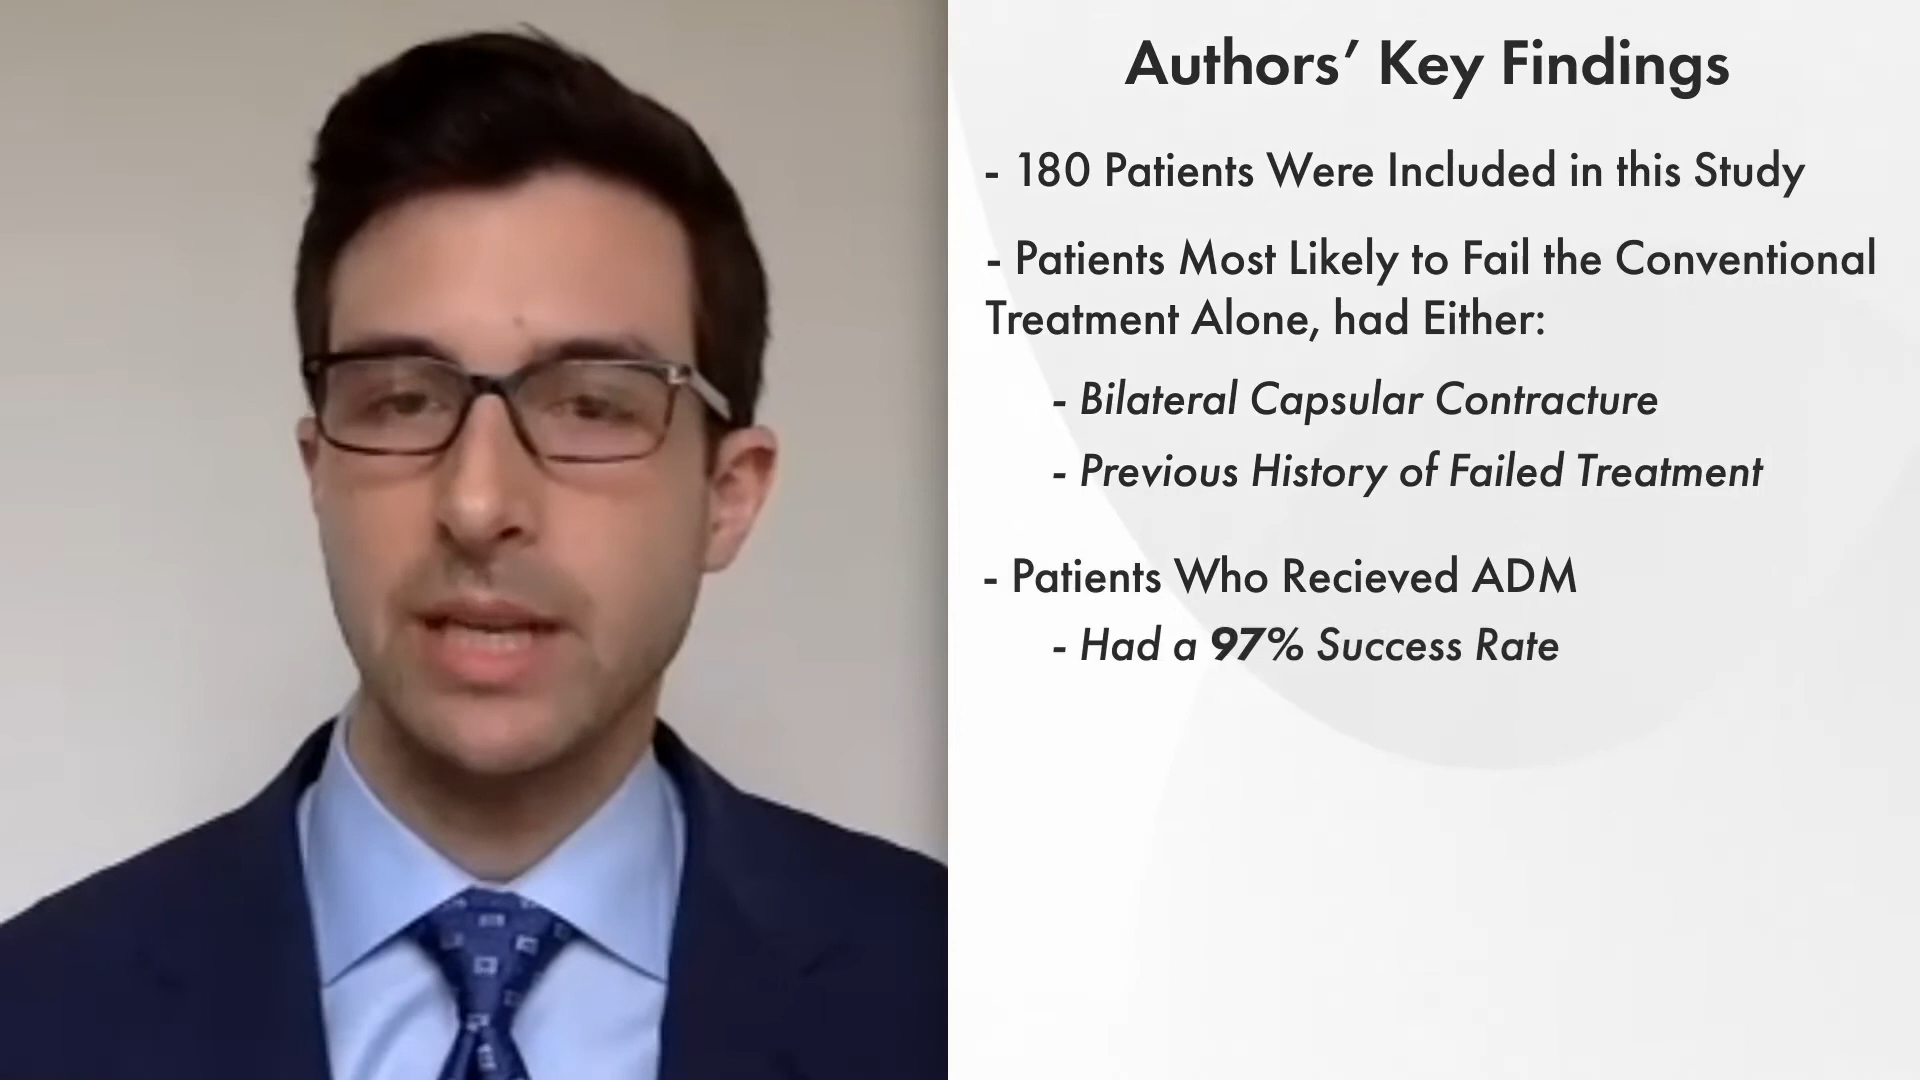 Authors’ Key Findings
- 180 Patients Were Included in this Study
- Patients Most Likely to Fail the Conventional
Treatment Alone, had Either:
- Bilateral Capsular Contracture
- Previous History of Failed Treatment
- Patients Who Recieved ADM
- Had a 97% Success Rate